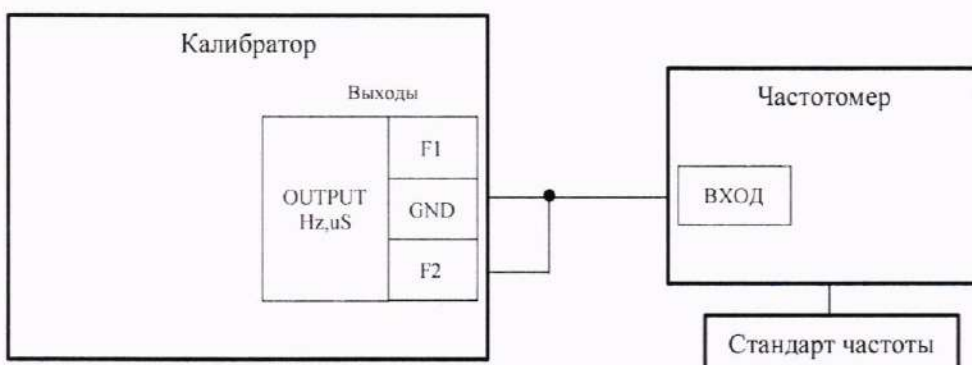 Калибратор
Выходы
OUTPUT
Hz,uS
F1
GND
F2
Частотомер
ВХОД
Стандарт частоты